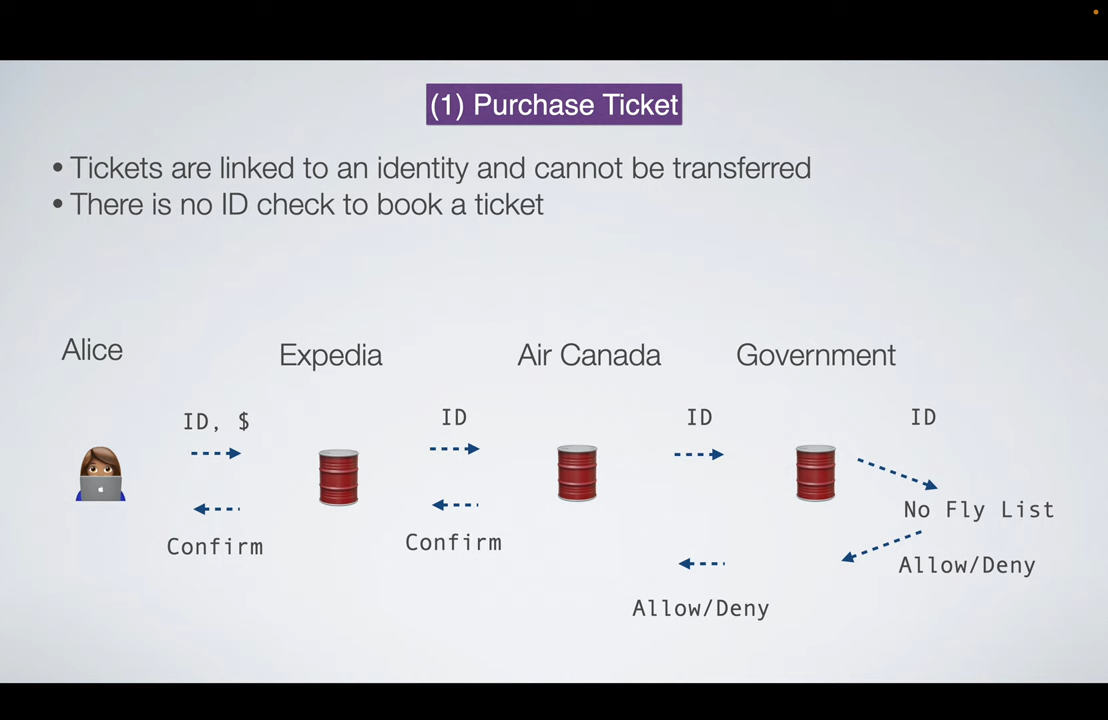 (1) Purchase Ticket
• Tickets are linked to an identity and cannot be transferred
• There is no ID check to book a ticket
Alice
Expedia
Air Canada
Government
ID, $
ID
ID
ID
No Fly List
Confirm
Confirm
Allow/Deny
Allow/Deny